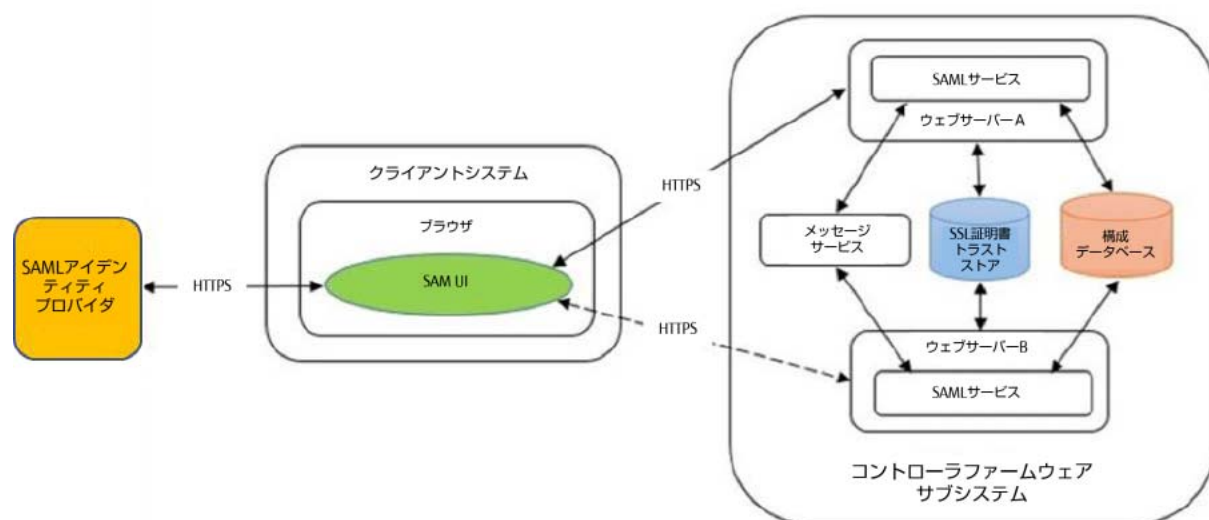 SAMLアイデン
ティティ
プロバイダ
HTTPS
クライアントシステム
ブラウザ
SAM UI
HTTPS
HTTPS
SAMLサービス
ウェブサーバーA
メッセージ
サービス
SSL証明書
トラスト
ストア
構成
データベース
ウェブサーバーB
SAMLサービス
コントローラファームウェア
サブシステム